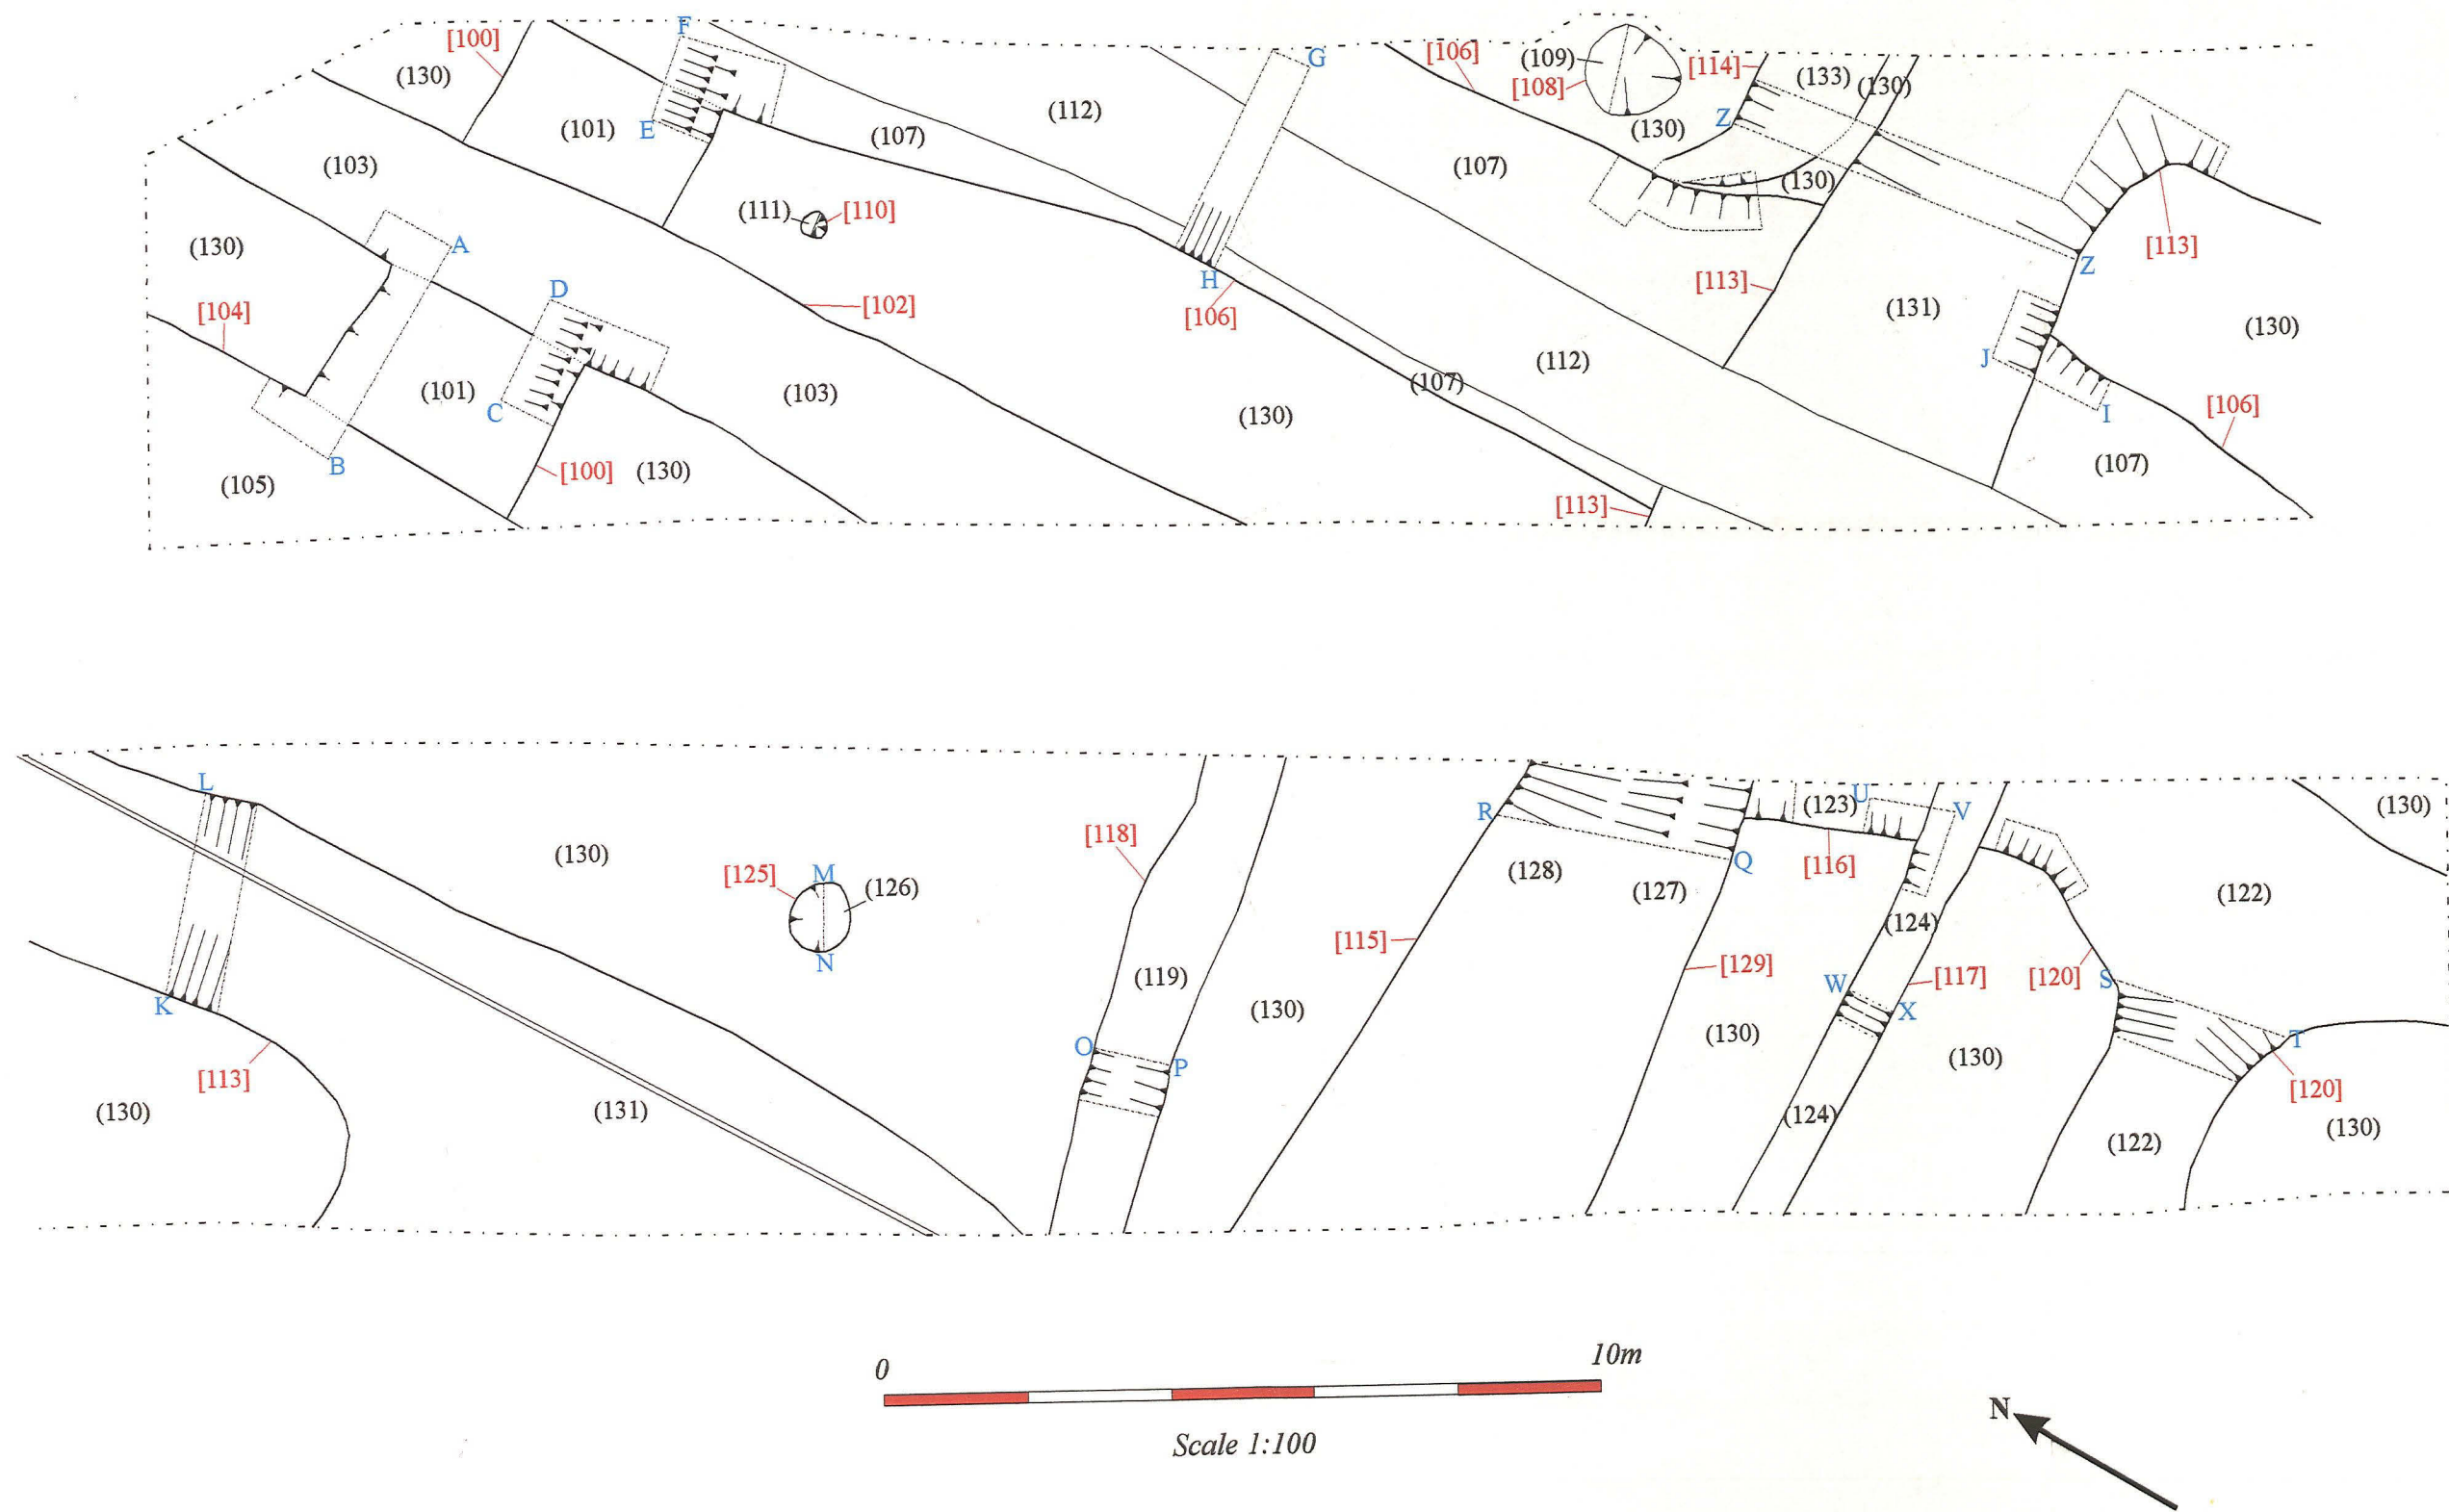 F
[100]
(130)
(101)
E
(107)
(112)
G
[106]
(109)
[108]
[114]
(133)
(130)
Z
(130)
(103)
(107)
(130)
(111)
[110]
(130)
A
D
H
[106]
[113]
[113]
Z
[104]
[102]
(131)
(130)
(101)
C
(103)
(112)
(107)
J
I
[106]
B
(130)
(105)
[100]
(130)
(107)
[113]
L
(130)
[125]
M
(126)
[118]
R
(128)
(127)
Q
(123)
U
V
[116]
(130)
(122)
(124)
N
(119)
[115]
[129]
W
[117]
X
[120]
S
K
(130)
(130)
(130)
T
[113]
O
P
[120]
(130)
(131)
(124)
(122)
(130)
0
10m
Scale 1:100
N